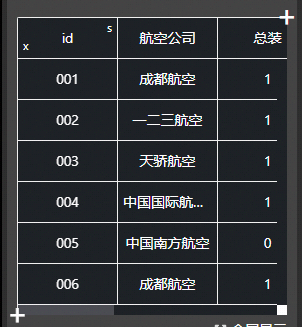 id s 航空公司 总装
x
001 成都航空 1
002 一二三航空 1
003 天骄航空 1
004 中国国际航... 1
005 中国南方航空 0
006 成都航空 1